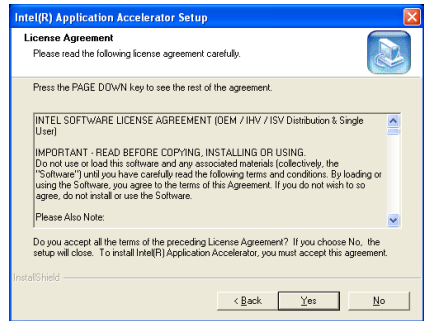 Intel(R) Application Accelerator Setup
License Agreement
Please read the following license agreement carefully.
Press the PAGE DOWN key to see the rest of the agreement.
INTEL SOFTWARE LICENSE AGREEMENT (OEM / IHV / ISV Distribution & Single
User)
IMPORTANT - READ BEFORE COPYING, INSTALLING OR USING.
Do not use or load this software and any associated materials (collectively, the
"Software") until you have carefully read the following terms and conditions. By loading or
using the Software, you agree to the terms of this Agreement. If you do not wish to so
agree, do not install or use the Software.
Please Also Note:
Do you accept all the terms of the preceding License Agreement? If you choose No, the
setup will close. To install Intel(R) Application Accelerator, you must accept this agreement.
InstallShield
< Back Yes No